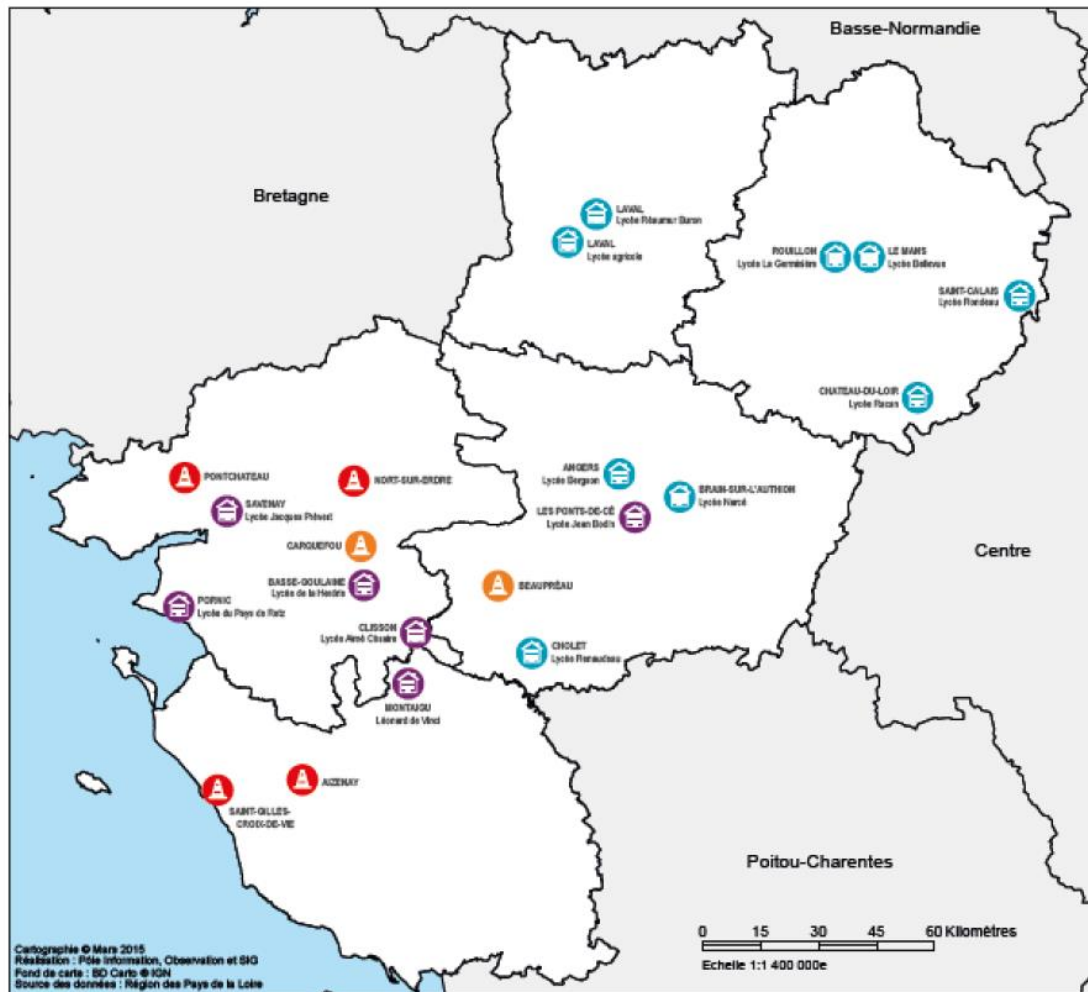 Basse-Normandie
Bretagne
LAVAL
Lycée Réaumur Buron
LAVAL
Lycée agricole
ROUILLON
Lycée La Germinière
LE MANS
Lycée Bellevue
SAINT-CALAIS
Lycée Rondeau
CHATEAU-DU-LOIR
Lycée Racan
PONTCHATEAU
NORT-SUR-ERDRE
ANGERS
Lycée Bergson
BRAIN-SUR-L'AUTHION
Lycée Narcé
SAVENAY
Lycée Jacques Prévert
LES PONTS-DE-CÉ
Lycée Jean Bodin
CARQUEFOU
Centre
BASSE-GOULAINE
Lycée de la Herdrie
BEAUPRÉAU
PORNIC
Lycée du Pays de Retz
CLISSON
Lycée Aimé Césaire
CHOLET
Lycée Renaudeau
MONTAIGU
Léonard de Vinci
AIZENAY
SAINT-GILLES-
CROIX-DE-VIE
Poitou-Charentes
0 15 30 45 60 Kilomètres
Echelle 1:1 400 000e
Cartographie © Mars 2015
Réalisation : Pôle Information, Observation et SIG
Fond de carte : BD Carto © IGN
Source des données : Région des Pays de la Loire